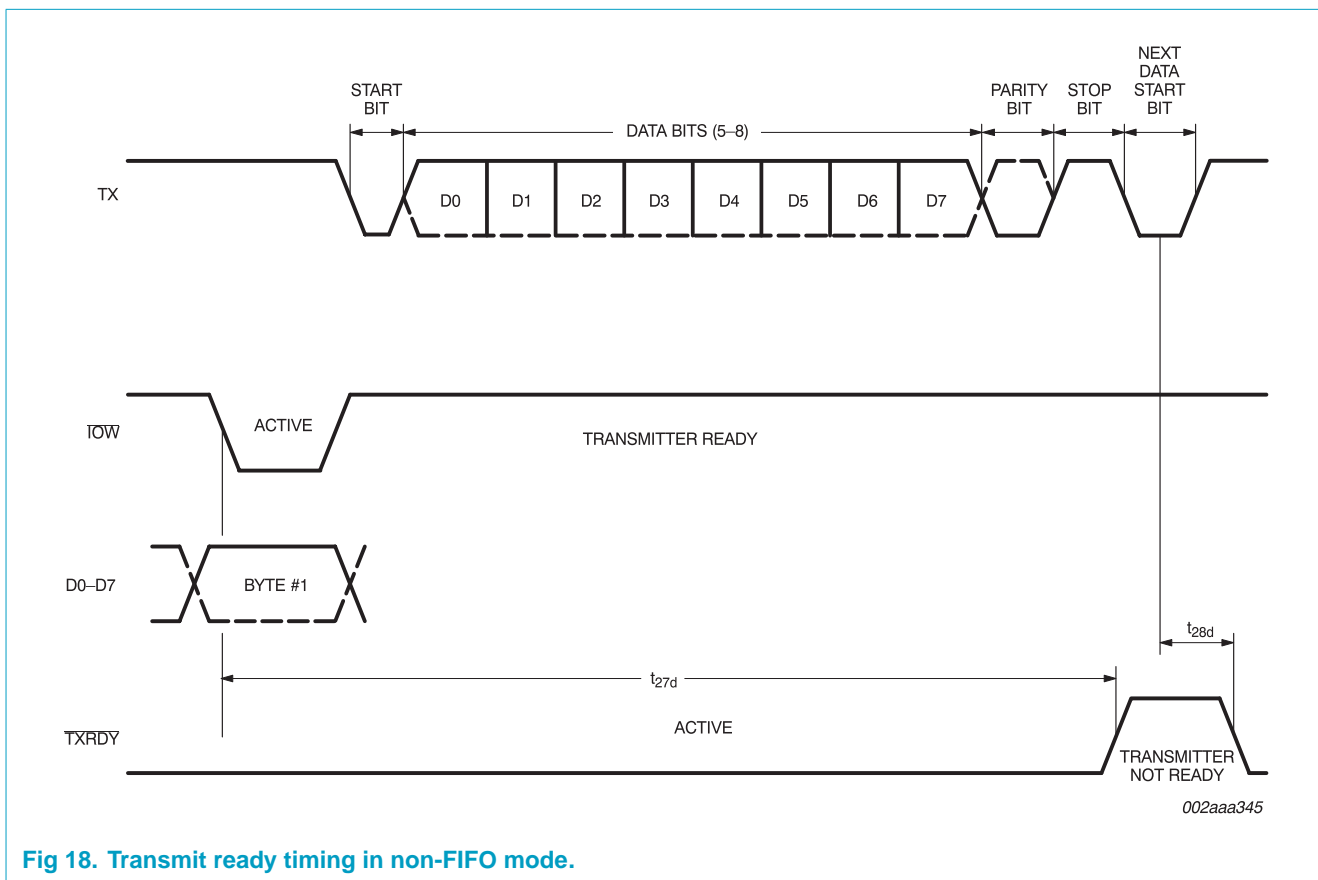 START
BIT
DATA BITS (5–8)
PARITY
BIT
STOP
BIT
NEXT
DATA
START
BIT
TX
D0
D1
D2
D3
D4
D5
D6
D7
IOW
ACTIVE
TRANSMITTER READY
D0–D7
BYTE #1
t28d
t27d
TXRDY
ACTIVE
TRANSMITTER
NOT READY
002aaa345
Fig 18. Transmit ready timing in non-FIFO mode.